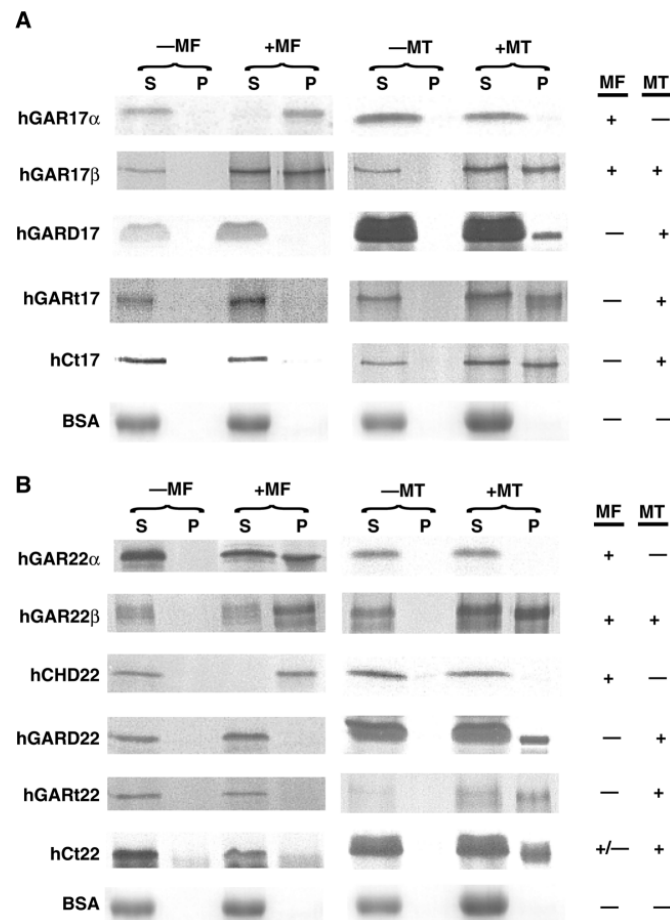 A
—MF +MF —MT +MT
S P S P S P S P MF MT
hGAR17α + —
hGAR17β + +
hGARD17 — +
hGARt17 — +
hCt17 — +
BSA — —
B
—MF +MF —MT +MT
S P S P S P S P MF MT
hGAR22α + —
hGAR22β + +
hCHD22 + —
hGARD22 — +
hGARt22 — +
hCt22 +/— +
BSA — —